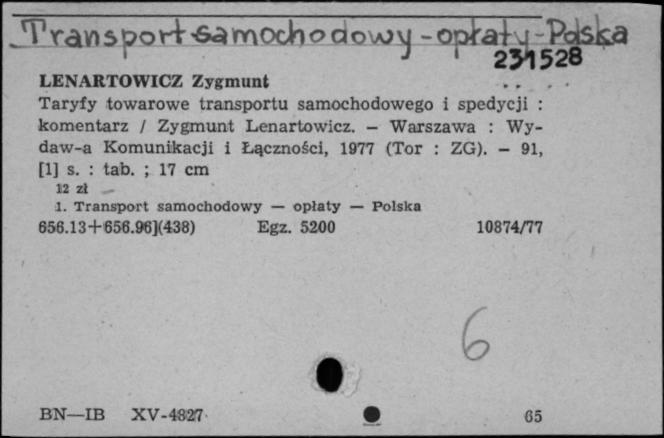 Transport samochodowy - opłaty - Polska
231528
LENARTOWICZ Zygmunt
Taryfy towarowe transportu samochodowego i spedycji :
komentarz / Zygmunt Lenartowicz. — Warszawa : Wy-
daw-a Komunikacji i Łączności, 1977 (Tor : ZG). — 91,
[1] s. : tab. ; 17 cm
12 zł
1. Transport samochodowy — opłaty — Polska
656.13+656.96](438) Egz. 5200 10874/77
6
BN—IB XV-4827 65